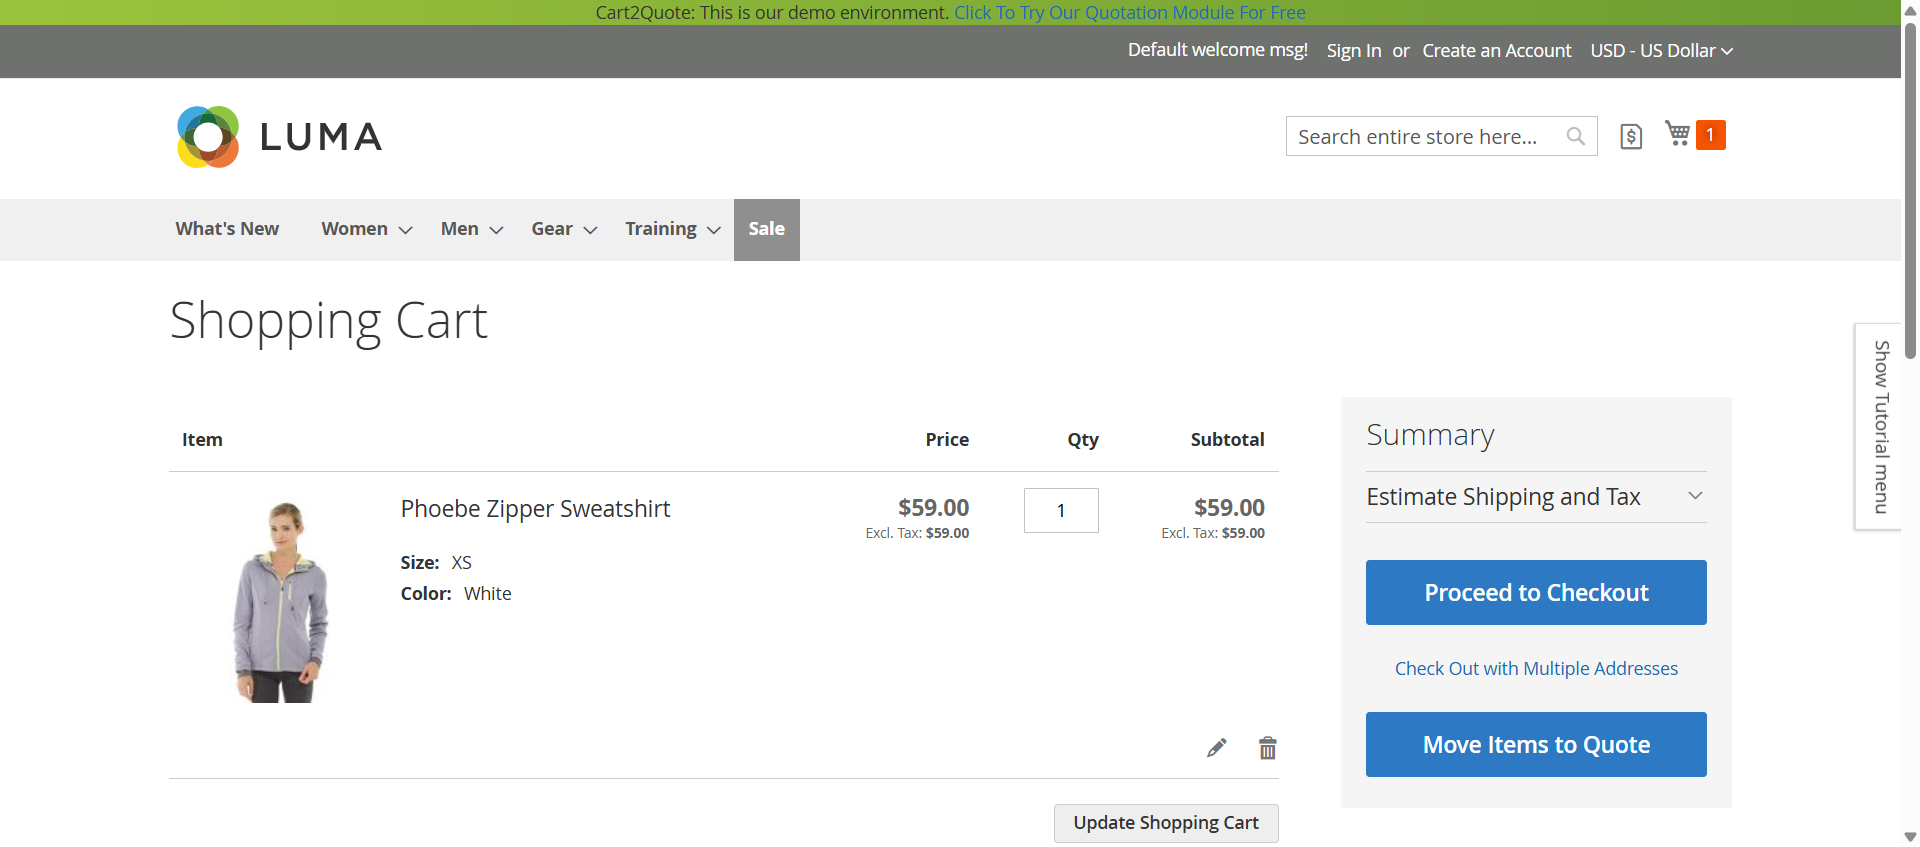 Cart2Quote: This is our demo environment. Click To Try Our Quotation Module For Free
Default welcome msg! Sign In or Create an Account USD - US Dollar
LUMA
Search entire store here...
$
1
What's New Women Men Gear Training Sale
Shopping Cart
Item Price Qty Subtotal
Phoebe Zipper Sweatshirt $59.00 1 $59.00
Excl. Tax: $59.00 Excl. Tax: $59.00
Size: XS
Color: White
Update Shopping Cart
Summary
Estimate Shipping and Tax
Proceed to Checkout
Check Out with Multiple Addresses
Move Items to Quote
Show Tutorial menu